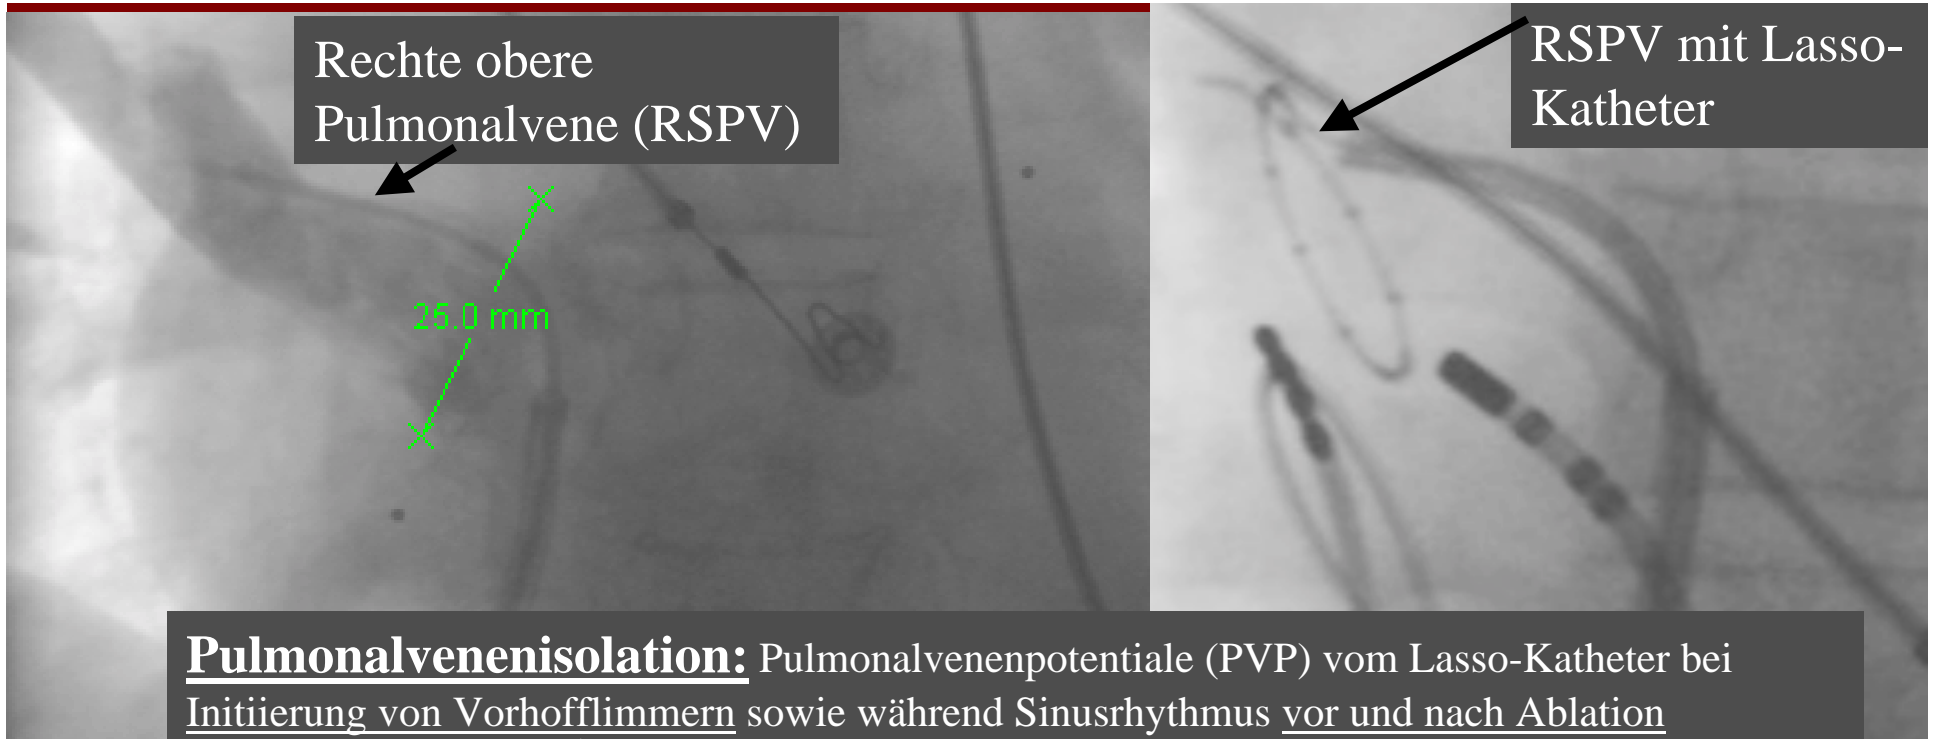 Rechte obere
Pulmonalvene (RSPV)
RSPV mit Lasso-
Katheter
25.0 mm
Pulmonalvenenisolation: Pulmonalvenenpotentiale (PVP) vom Lasso-Katheter bei
Initiierung von Vorhofflimmern sowie während Sinusrhythmus vor und nach Ablation